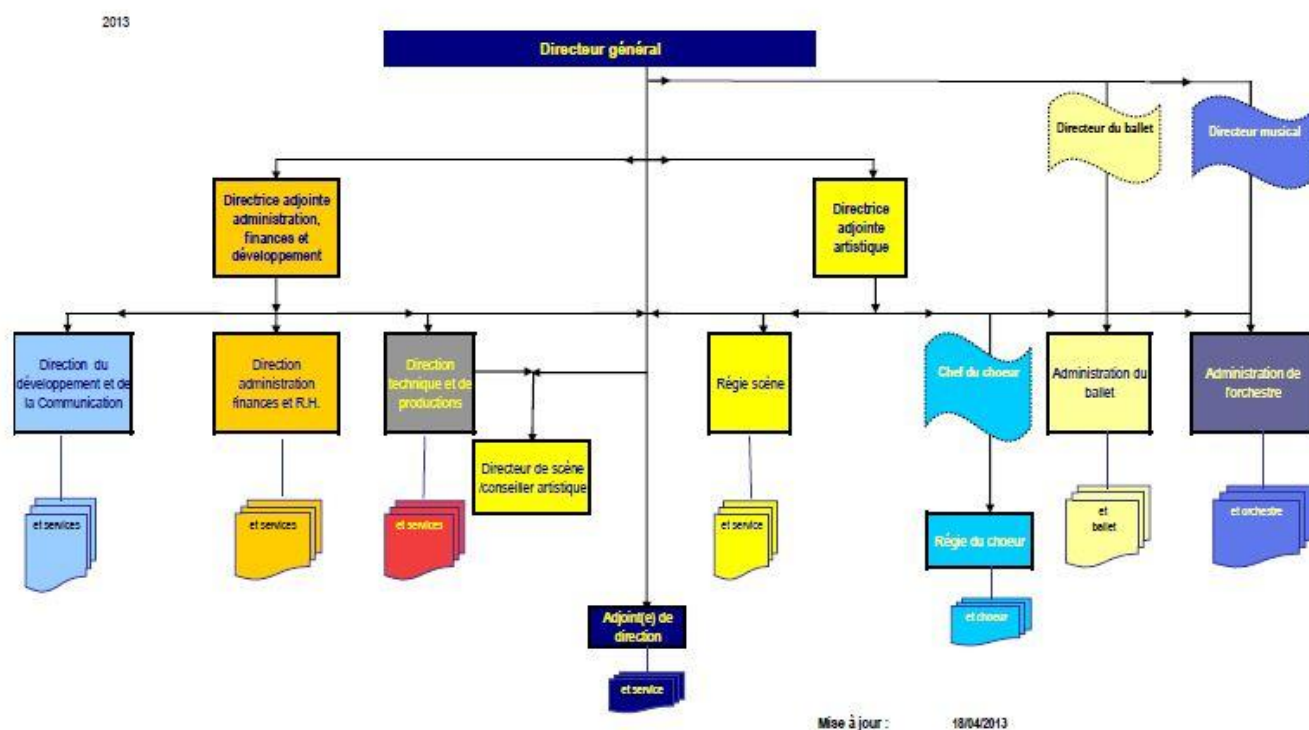 2013
Directeur général
Directeur du ballet
Directeur musical
Directrice adjointe
administration,
finances et
développement
Directrice
adjointe
artistique
Direction du
développement et de
la Communication
Direction
administration
finances et R.H.
Direction
technique et de
productions
Régie scène
Chef du choeur
Administration du
ballet
Administration de
l'orchestre
Directeur de scène
/conseiller artistique
et services
et services
et services
et service
Régie du choeur
et
ballet
et orchestre
et choeur
Adjoint(e) de
direction
et service
Mise à jour : 18/04/2013